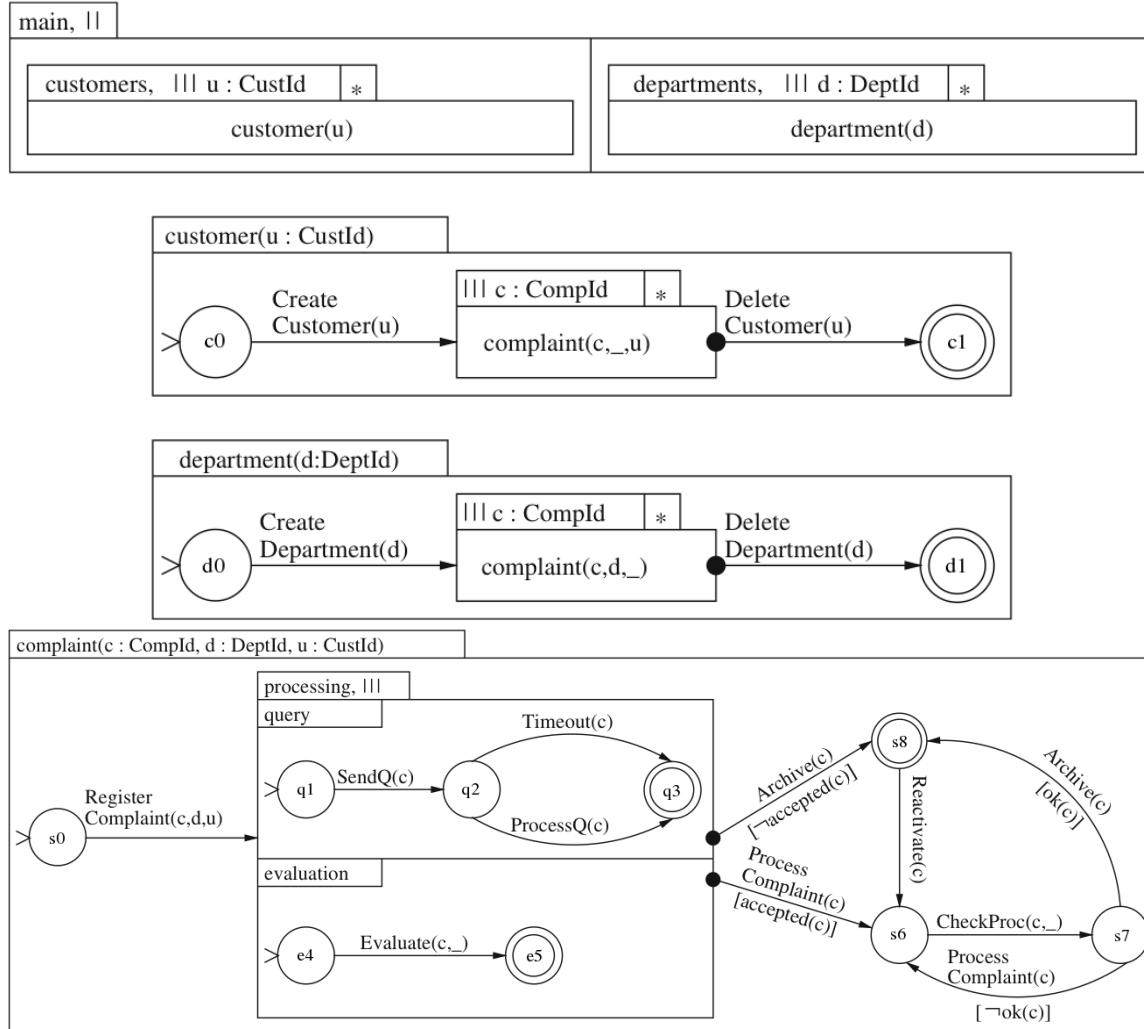 main, ||
customers, ||| u : CustId *
customer(u)
departments, ||| d : DeptId *
department(d)
customer(u : CustId)
c0
Create
Customer(u)
||| c : CompId *
complaint(c,_,u)
Delete
Customer(u)
c1
department(d:DeptId)
d0
Create
Department(d)
||| c : CompId *
complaint(c,d,_)
Delete
Department(d)
d1
complaint(c : CompId, d : DeptId, u : CustId)
s0
Register
Complaint(c,d,u)
processing, |||
query
q1
SendQ(c)
q2
Timeout(c)
ProcessQ(c)
q3
evaluation
e4
Evaluate(c,_)
e5
Archive(c)
[¬accepted(c)]
Process
Complaint(c)
[accepted(c)]
s8
Reactivate(c)
Archive(c)
[ok(c)]
s6
CheckProc(c,_)
s7
Process
Complaint(c)
[¬ok(c)]